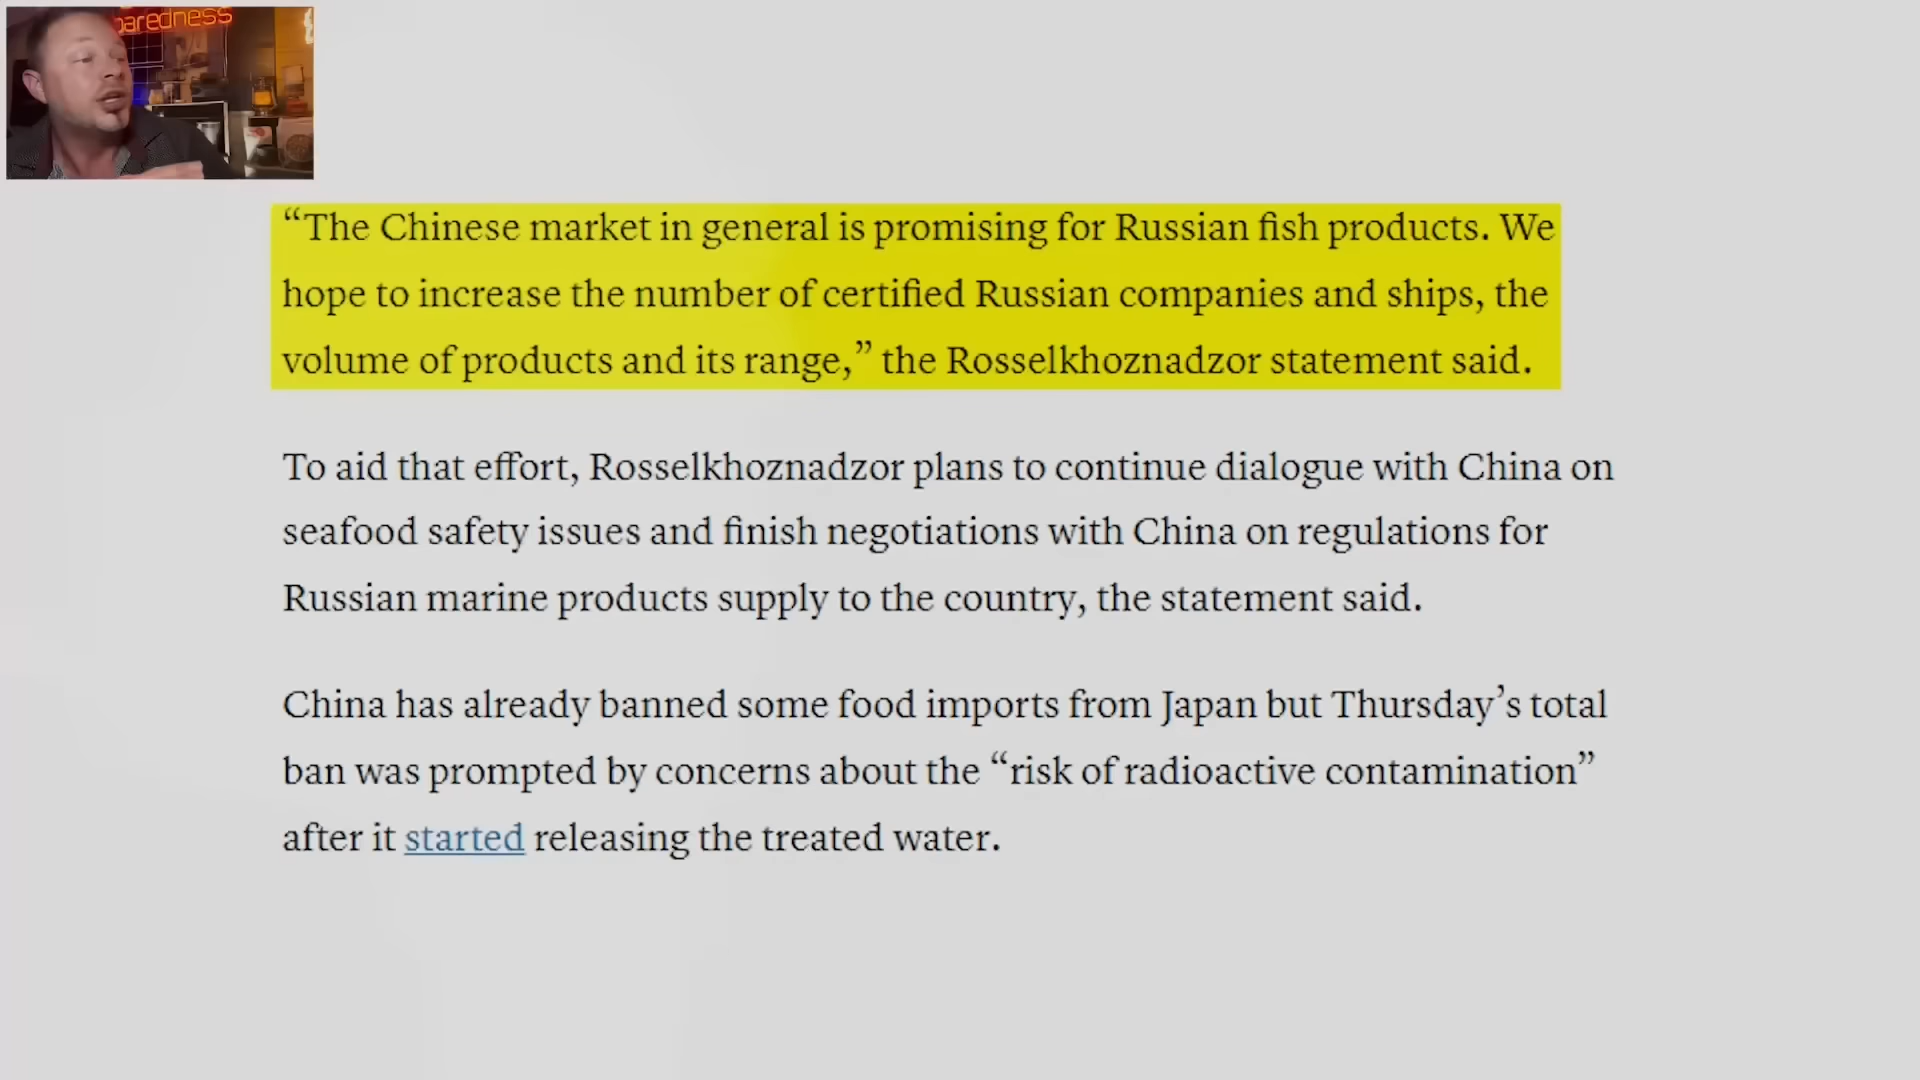 paredness
“The Chinese market in general is promising for Russian fish products. We
hope to increase the number of certified Russian companies and ships, the
volume of products and its range,” the Rosselkhoznadzor statement said.
To aid that effort, Rosselkhoznadzor plans to continue dialogue with China on
seafood safety issues and finish negotiations with China on regulations for
Russian marine products supply to the country, the statement said.
China has already banned some food imports from Japan but Thursday’s total
ban was prompted by concerns about the “risk of radioactive contamination”
after it started releasing the treated water.